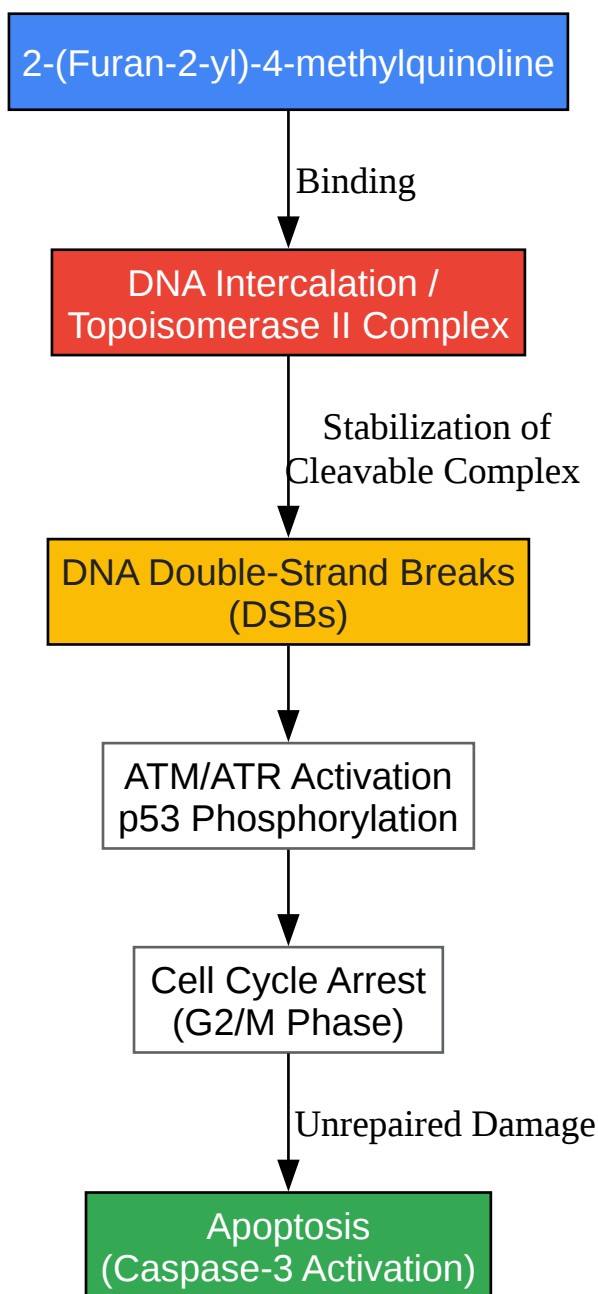 2-(Furan-2-yl)-4-methylquinoline
Binding
DNA Intercalation /
Topoisomerase II Complex
Stabilization of
Cleavable Complex
DNA Double-Strand Breaks
(DSBs)
ATM/ATR Activation
p53 Phosphorylation
Cell Cycle Arrest
(G2/M Phase)
Unrepaired Damage
Apoptosis
(Caspase-3 Activation)